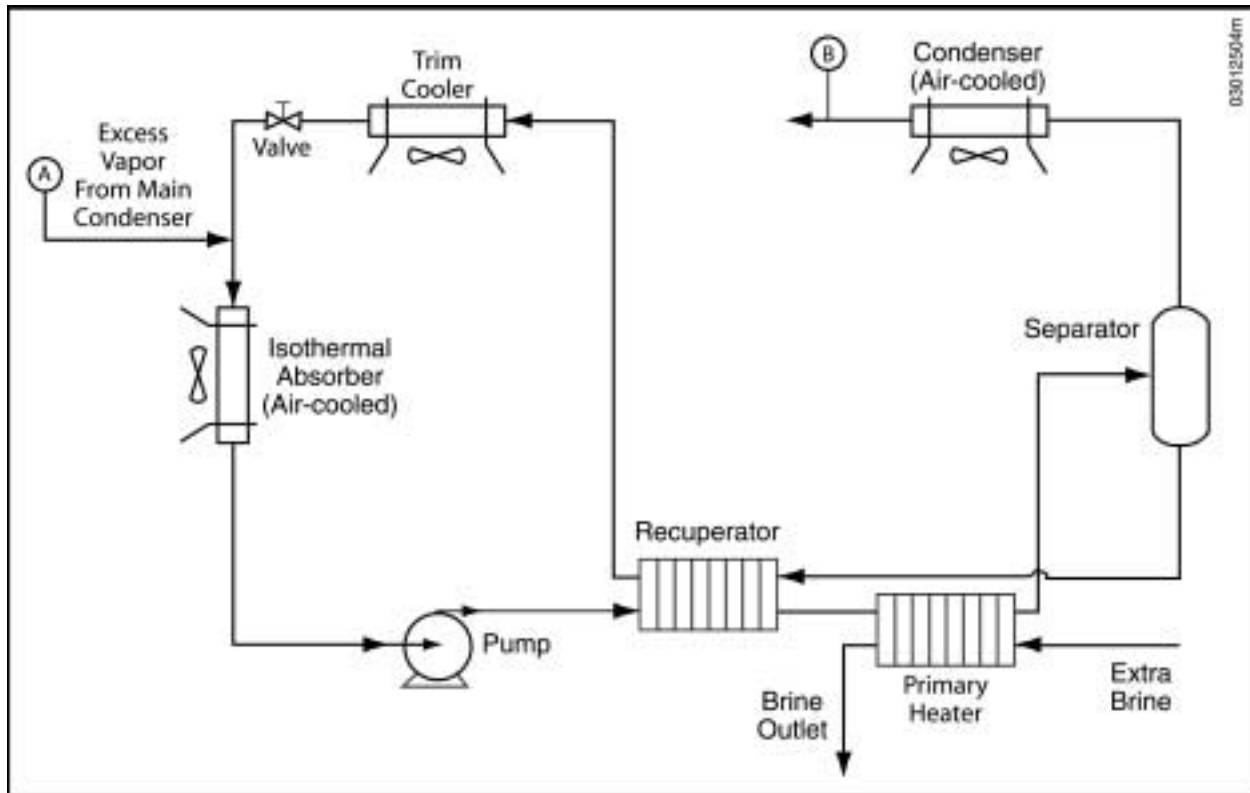 03012504m
Trim
Cooler
B
Condenser
(Air-cooled)
Valve
Excess
Vapor
From Main
Condenser
A
Isothermal
Absorber
(Air-cooled)
Separator
Recuperator
Pump
Primary
Heater
Extra
Brine
Brine
Outlet